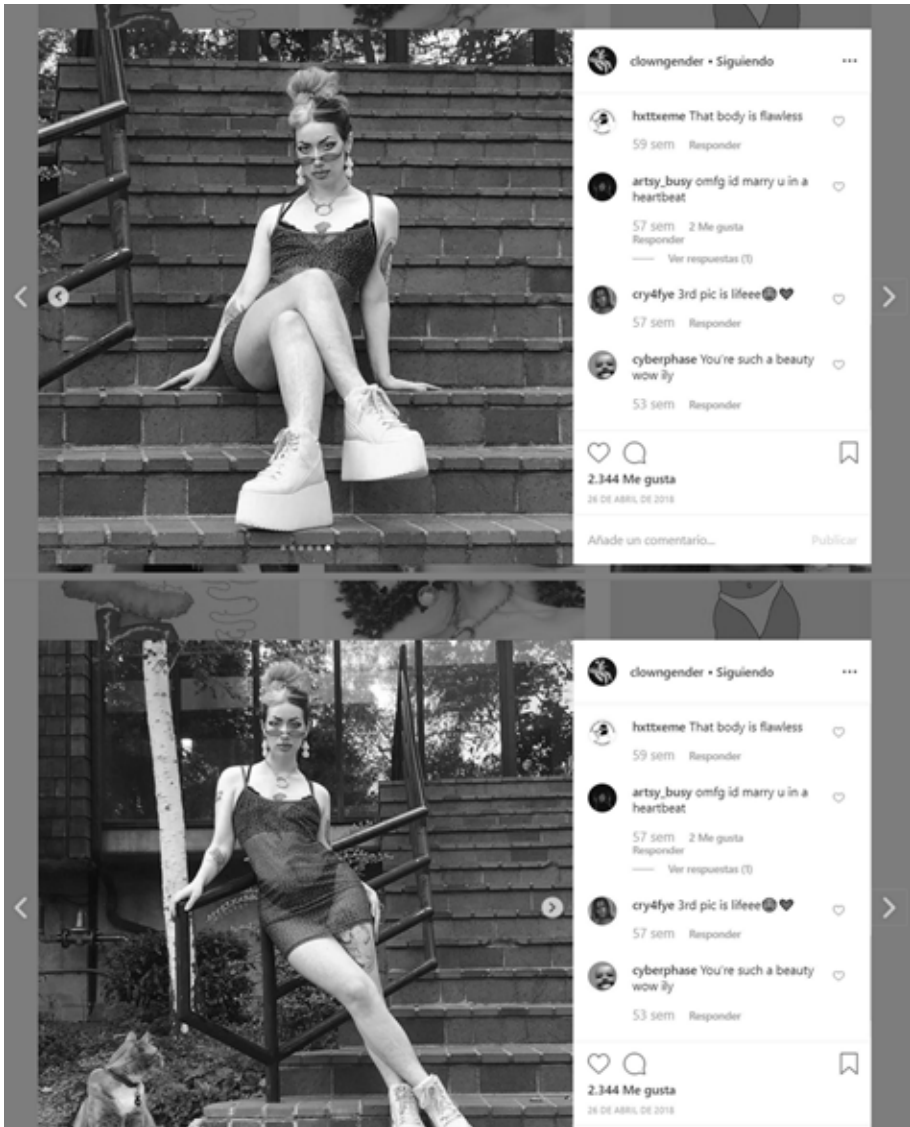 clowngender • Siguiendo
hxttxeme That body is flawless
59 sem Responder
artsy_busy omfg id marry u in a
heartbeat
57 sem 2 Me gusta
Responder
Ver respuestas (1)
cry4fye 3rd pic is lifeee
57 sem Responder
cyberphase You're such a beauty
wow ily
53 sem Responder
2.344 Me gusta
26 DE ABRIL DE 2018
Añade un comentario... Publicar
clowngender • Siguiendo
hxttxeme That body is flawless
59 sem Responder
artsy_busy omfg id marry u in a
heartbeat
57 sem 2 Me gusta
Responder
Ver respuestas (1)
cry4fye 3rd pic is lifeee
57 sem Responder
cyberphase You're such a beauty
wow ily
53 sem Responder
2.344 Me gusta
26 DE ABRIL DE 2018